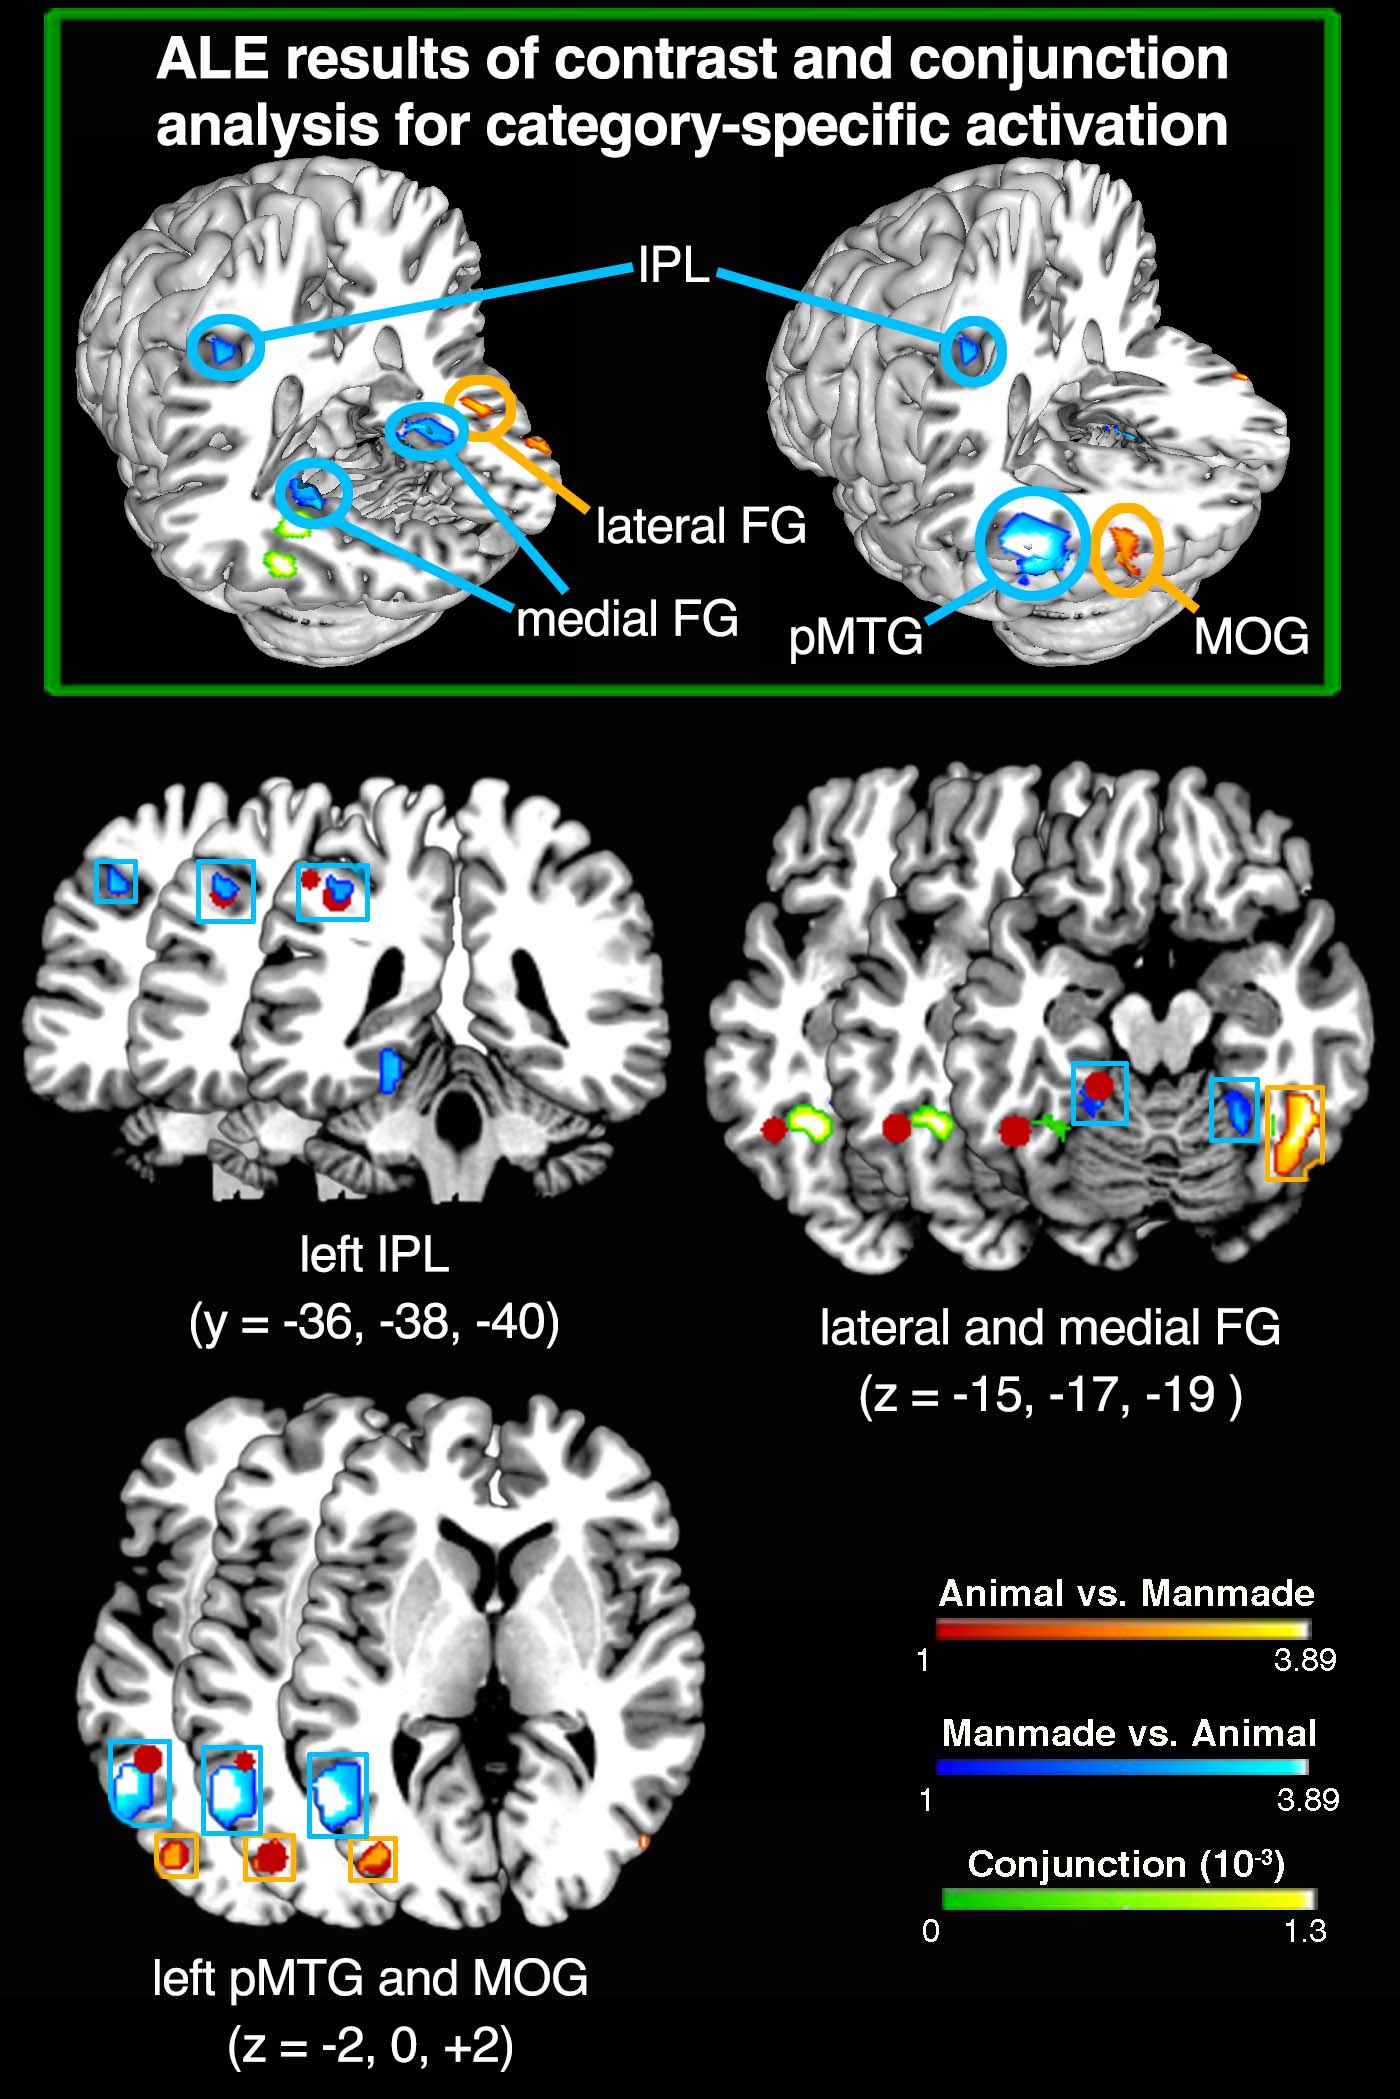 ALE results of contrast and conjunction
analysis for category-specific activation
IPL
lateral FG
medial FG
pMTG
MOG
left IPL
(y = -36, -38, -40)
lateral and medial FG
(z = -15, -17, -19 )
left pMTG and MOG
(z = -2, 0, +2)
Animal vs. Manmade
1 3.89
Manmade vs. Animal
1 3.89
Conjunction (10⁻³)
0 1.3